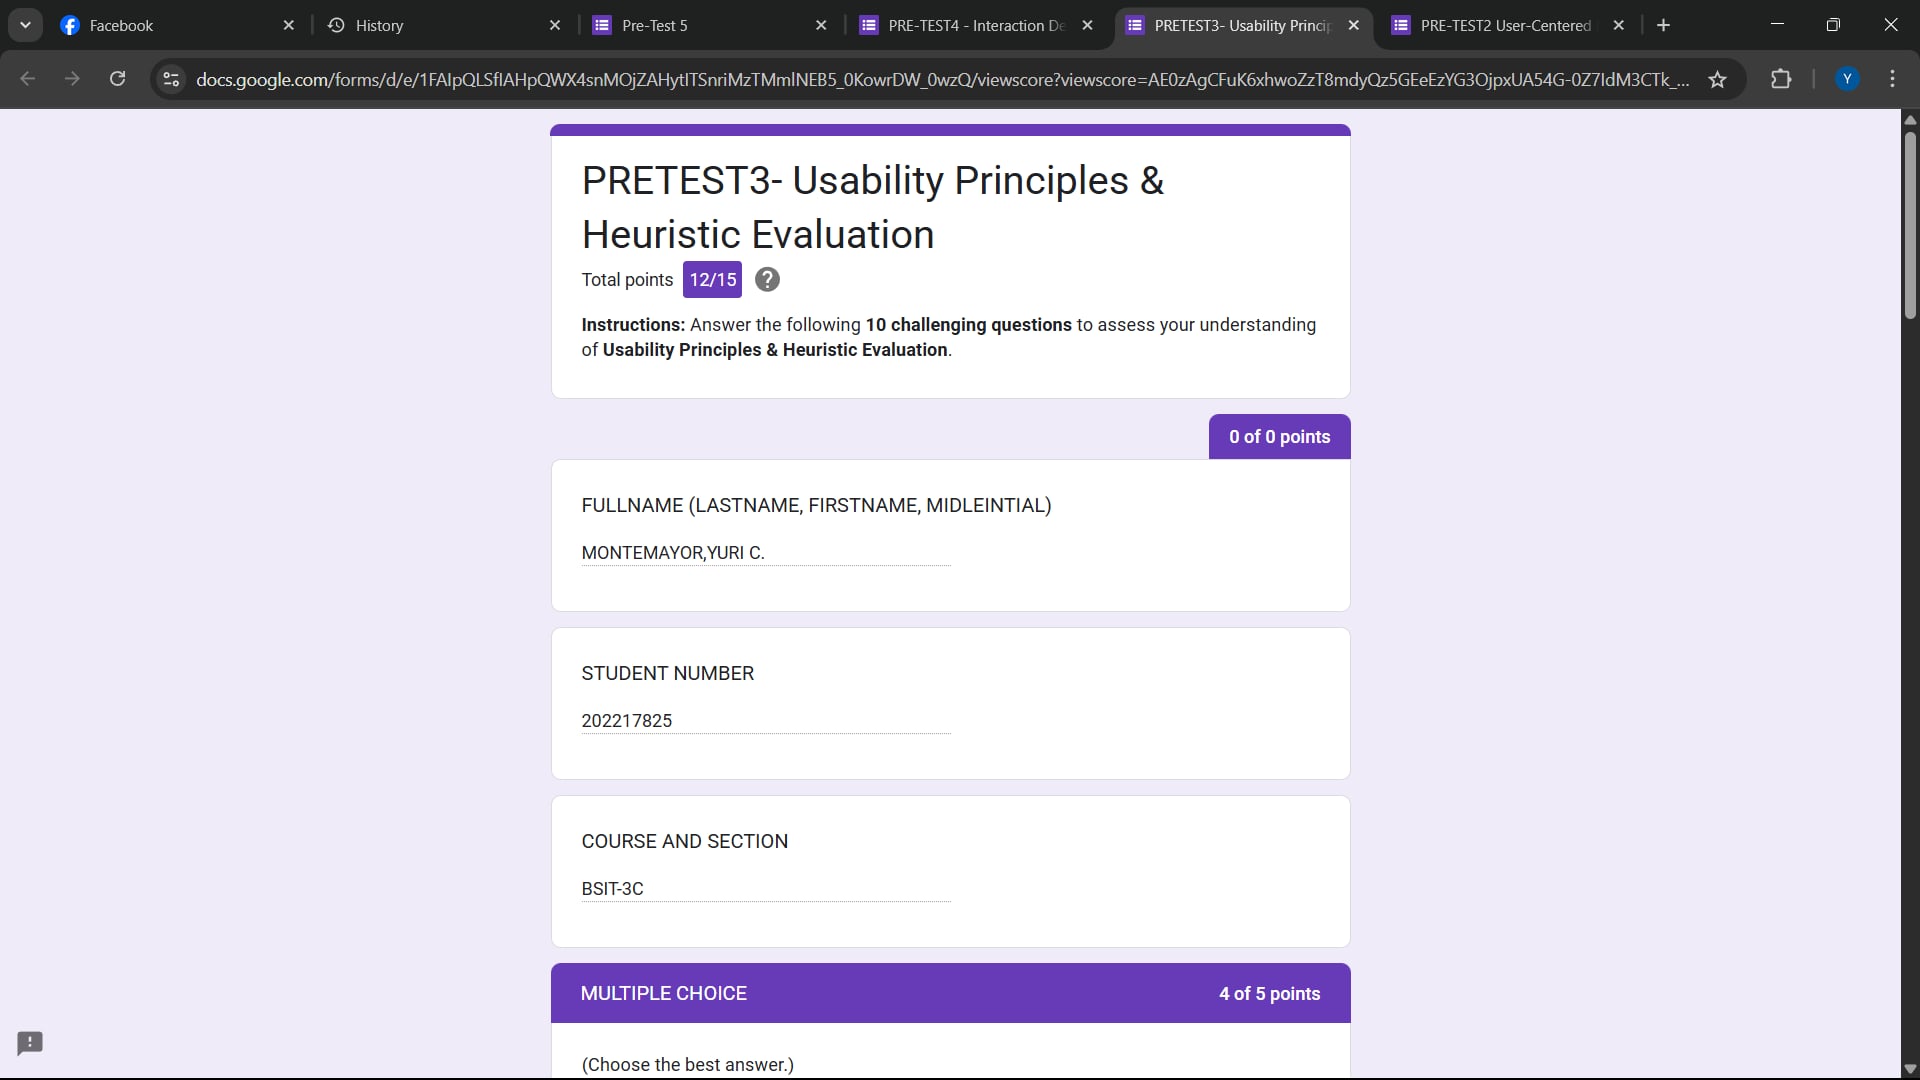 Facebook
History
Pre-Test 5
PRE-TEST4 - Interaction De
PRETEST3- Usability Princip
PRE-TEST2 User-Centered
docs.google.com/forms/d/e/1FAIpQLSfIAHpQWX4snMOjZAHytITSnriMzTMmlNEB5_0KowrDW_0wzQ/viewscore?viewscore=AE0zAgCFuK6xhwoZzT8mdyQz5GEeEzYG3OjpxUA54G-0Z7IdM3CTk_...
Y
PRETEST3- Usability Principles &
Heuristic Evaluation
Total points 12/15 ?
Instructions: Answer the following 10 challenging questions to assess your understanding
of Usability Principles & Heuristic Evaluation.
0 of 0 points
FULLNAME (LASTNAME, FIRSTNAME, MIDLEINTIAL)
MONTEMAYOR,YURI C.
STUDENT NUMBER
202217825
COURSE AND SECTION
BSIT-3C
MULTIPLE CHOICE 4 of 5 points
(Choose the best answer.)